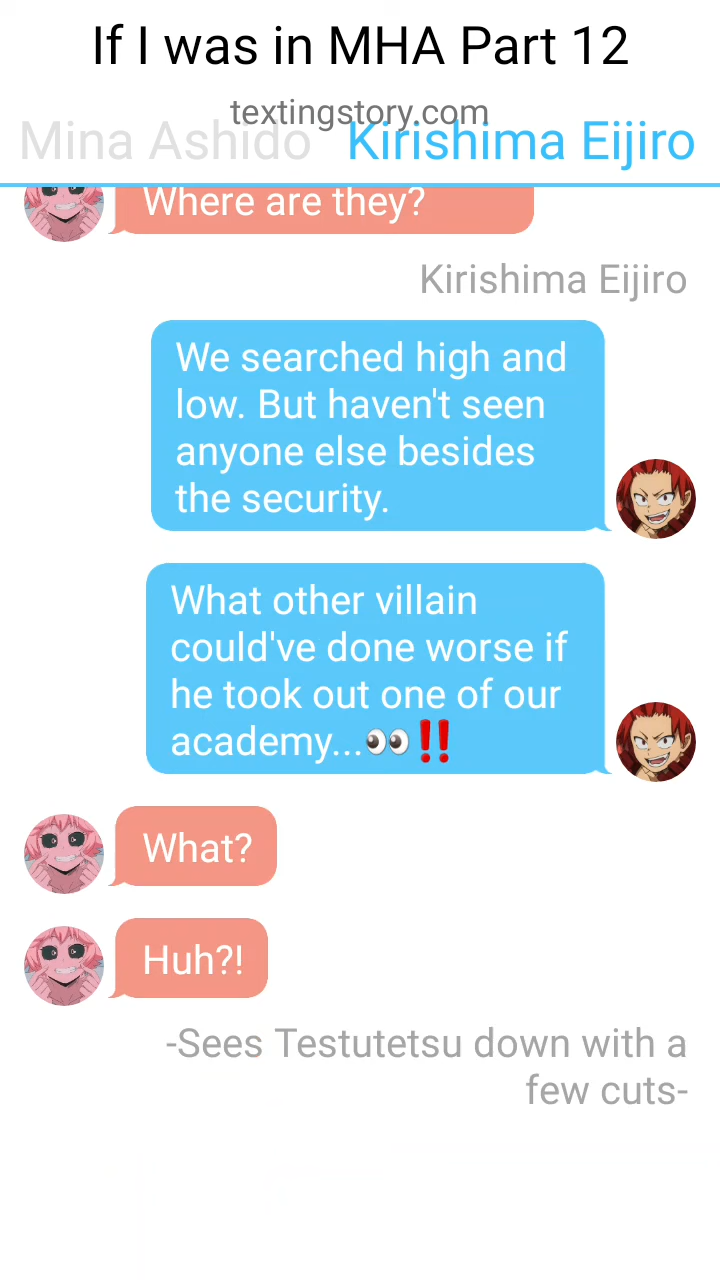 If I was in MHA Part 12
textingstory.com
Mina Ashido Kirishima Eijiro
Where are they?
Kirishima Eijiro
We searched high and
low. But haven't seen
anyone else besides
the security.
What other villain
could've done worse if
he took out one of our
academy...👀‼️
What?
Huh?!
-Sees Testutetsu down with a
few cuts-